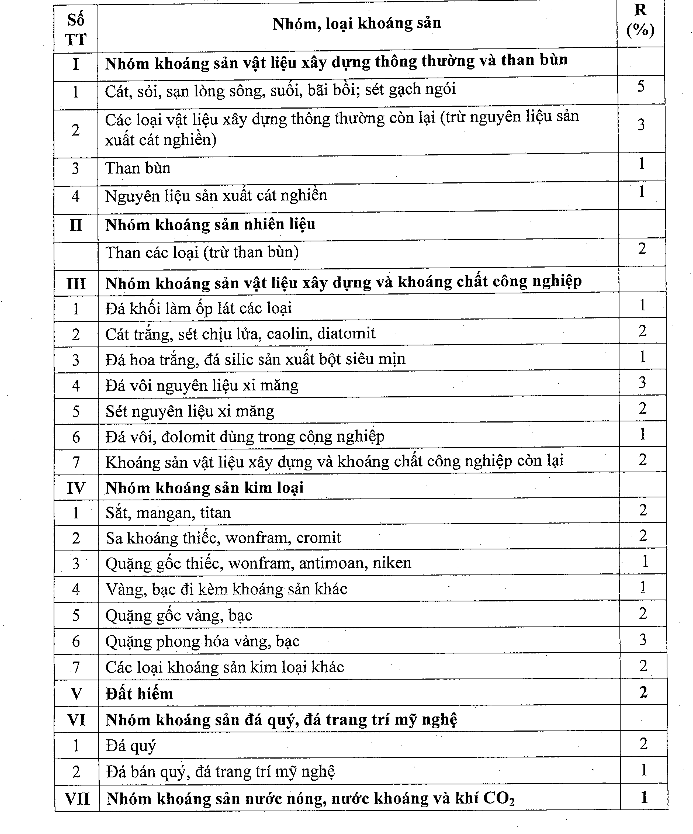 Số TT Nhóm, loại khoáng sản R (%)
I Nhóm khoáng sản vật liệu xây dựng thông thường và than bùn
1 Cát, sỏi, sạn lòng sông, suối, bãi bồi; sét gạch ngói 5
2 Các loại vật liệu xây dựng thông thường còn lại (trừ nguyên liệu sản
xuất cát nghiền) 3
3 Than bùn 1
4 Nguyên liệu sản xuất cát nghiền 1
II Nhóm khoáng sản nhiên liệu
Than các loại (trừ than bùn) 2
III Nhóm khoáng sản vật liệu xây dựng và khoáng chất công nghiệp
1 Đá khối làm ốp lát các loại 1
2 Cát trắng, sét chịu lửa, caolin, diatomit 2
3 Đá hoa trắng, đá silic sản xuất bột siêu mịn 1
4 Đá vôi nguyên liệu xi măng 3
5 Sét nguyên liệu xi măng 2
6 Đá vôi, đolomit dùng trong công nghiệp 1
7 Khoáng sản vật liệu xây dựng và khoáng chất công nghiệp còn lại 2
IV Nhóm khoáng sản kim loại
1 Sắt, mangan, titan 2
2 Sa khoáng thiếc, wonfram, cromit 2
3 Quặng gốc thiếc, wonfram, antimoan, niken 1
4 Vàng, bạc đi kèm khoáng sản khác 1
5 Quặng gốc vàng, bạc 2
6 Quặng phong hóa vàng, bạc 3
7 Các loại khoáng sản kim loại khác 2
V Đất hiếm 2
VI Nhóm khoáng sản đá quý, đá trang trí mỹ nghệ
1 Đá quý 2
2 Đá bán quý, đá trang trí mỹ nghệ 1
VII Nhóm khoáng sản nước nóng, nước khoáng và khí CO₂ 1